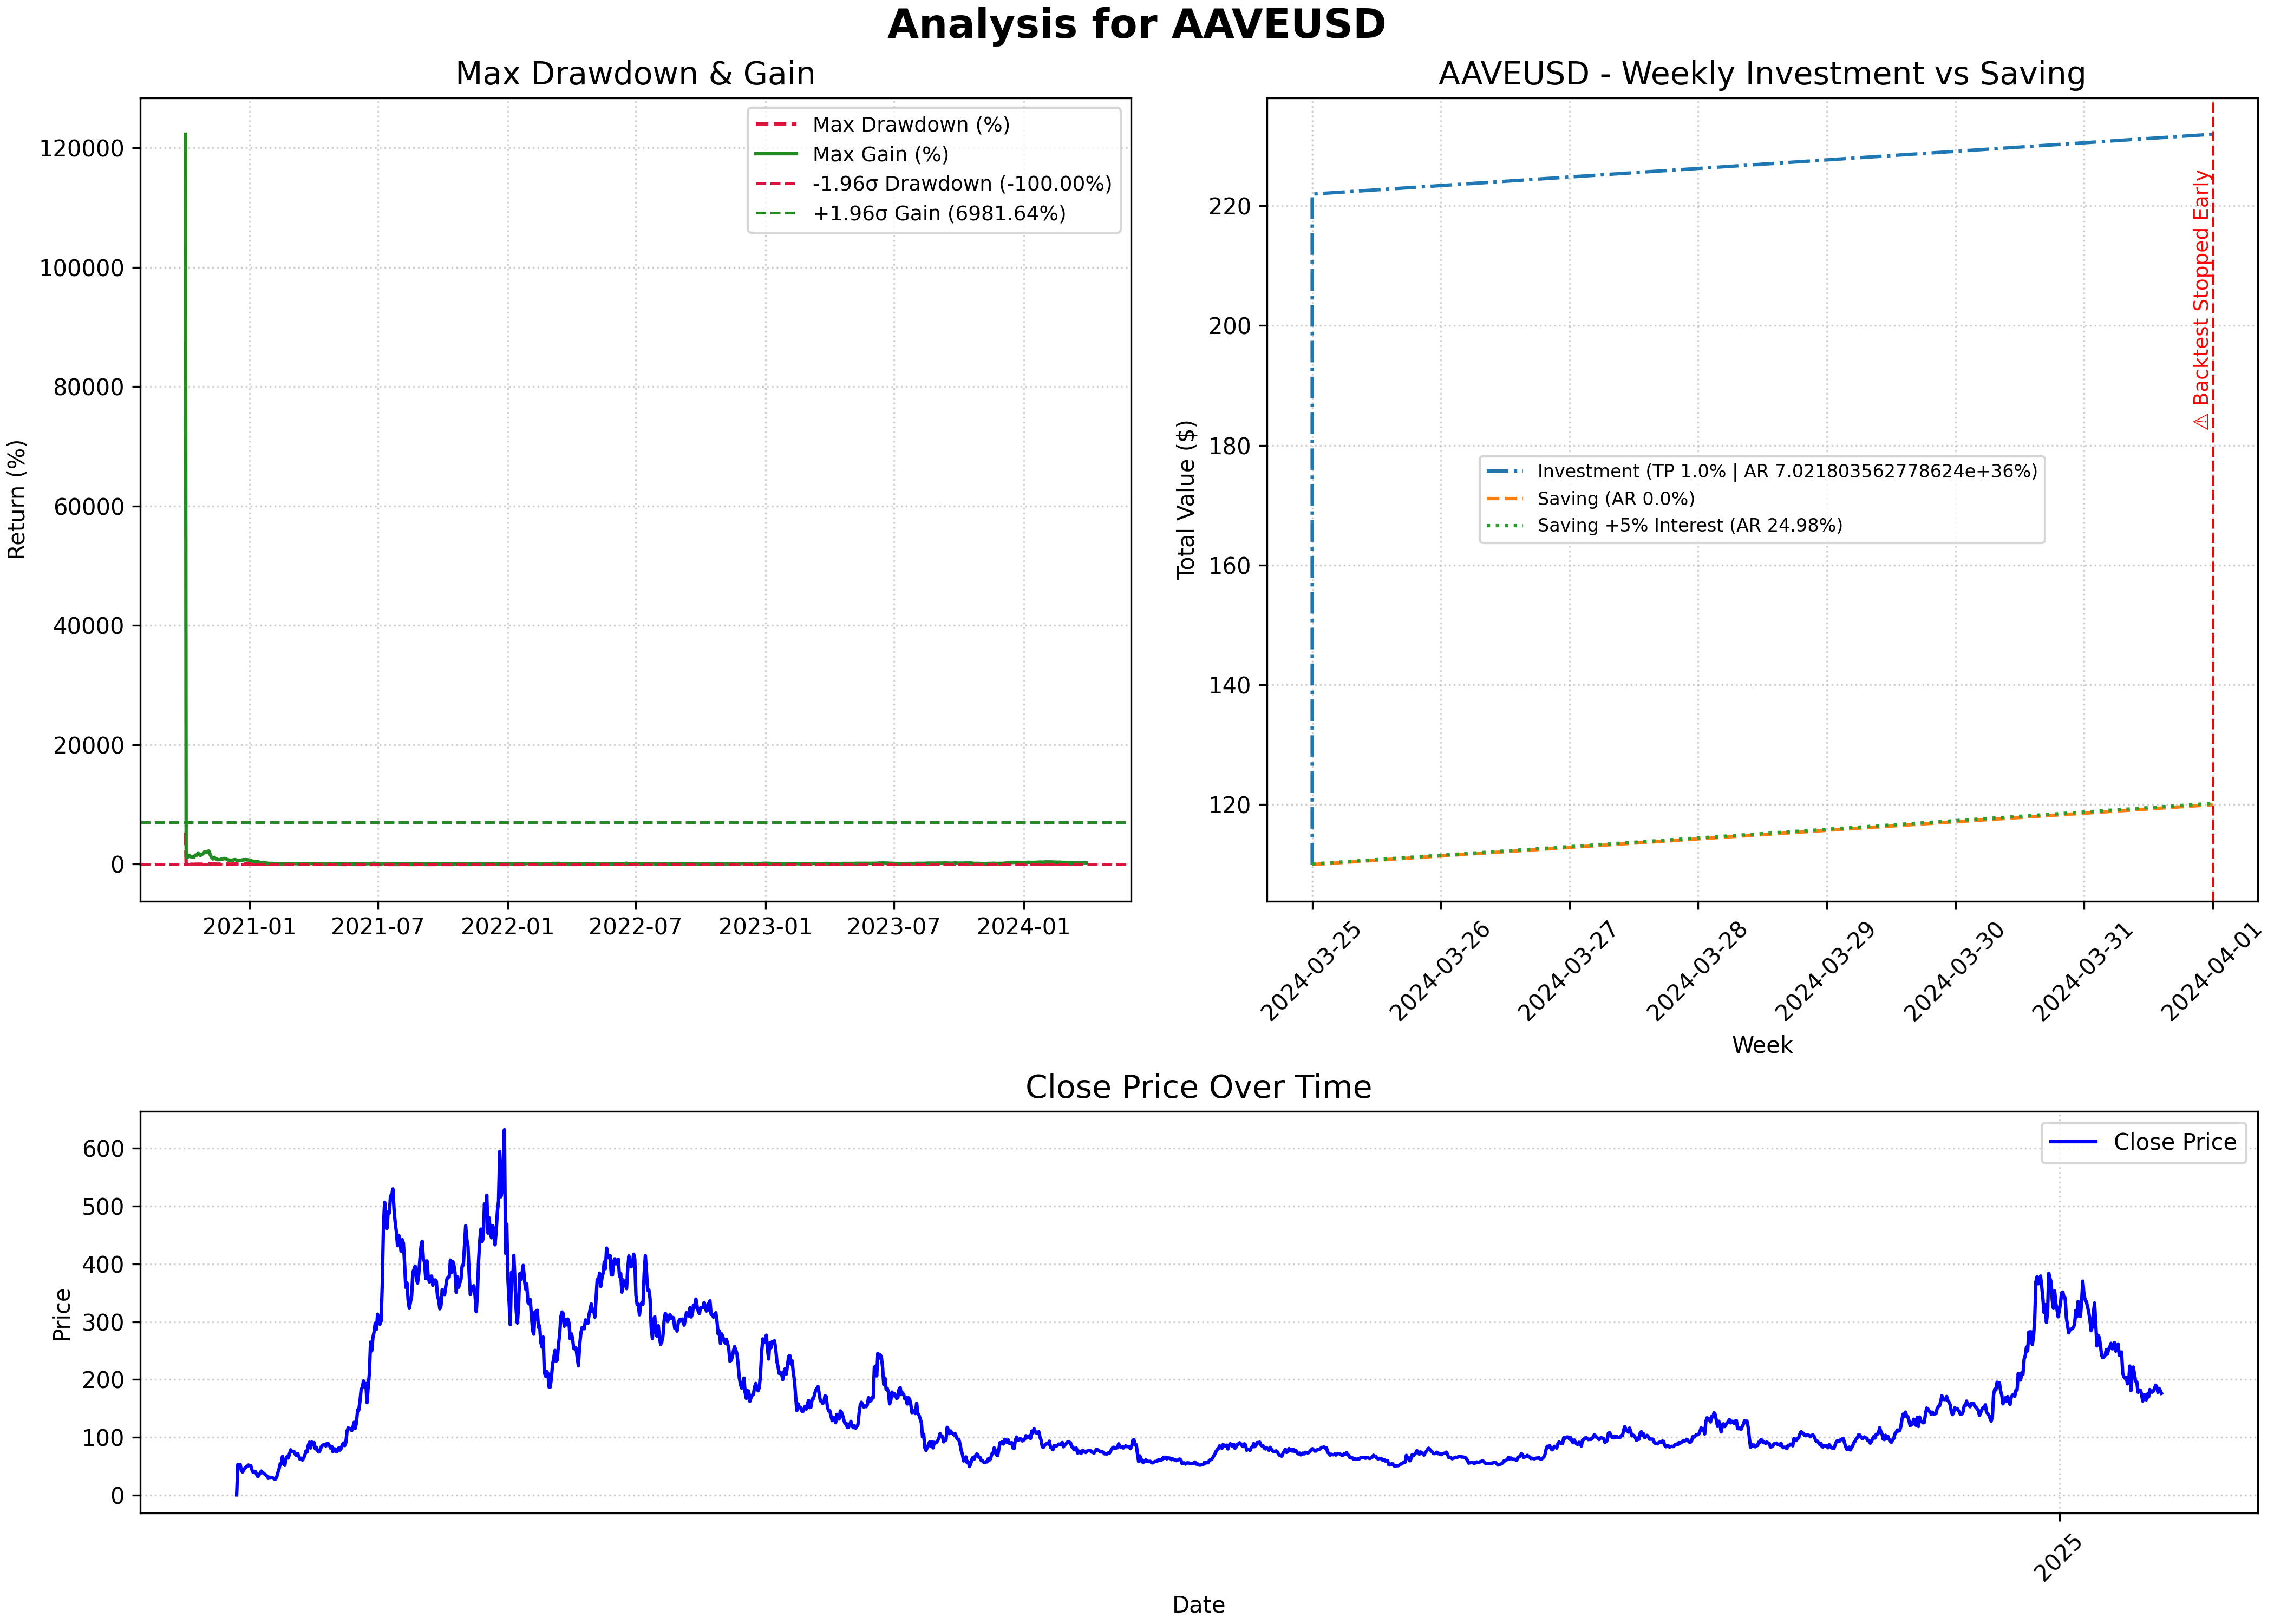 Analysis for AAVEUSD
Max Drawdown & Gain
Return (%)
120000
100000
80000
60000
40000
20000
0
Max Drawdown (%)
Max Gain (%)
-1.96σ Drawdown (-100.00%)
+1.96σ Gain (6981.64%)
2021-01
2021-07
2022-01
2022-07
2023-01
2023-07
2024-01
AAVEUSD - Weekly Investment vs Saving
Total Value ($)
220
200
180
160
140
120
⚠ Backtest Stopped Early
Investment (TP 1.0% | AR 7.021803562778624e+36%)
Saving (AR 0.0%)
Saving +5% Interest (AR 24.98%)
2024-03-25
2024-03-26
2024-03-27
2024-03-28
2024-03-29
2024-03-30
2024-03-31
2024-04-01
Week
Close Price Over Time
Price
600
500
400
300
200
100
0
Close Price
2025
Date